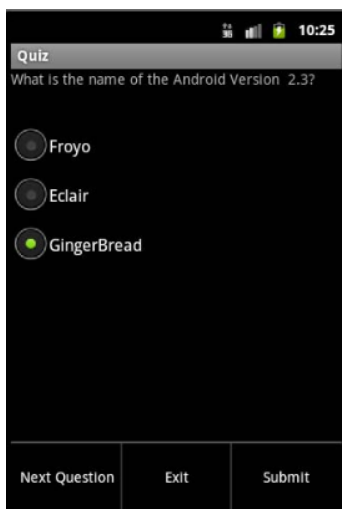 3G 10:25
Quiz
What is the name of the Android Version 2.3?
Froyo
Eclair
GingerBread
Next Question Exit Submit